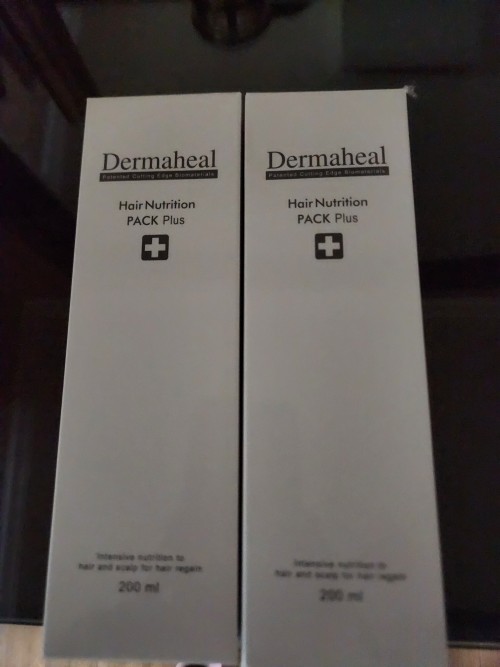 Dermaheal
Patented Cutting Edge Biomaterials
Hair Nutrition
PACK Plus
Intensive nutrition to
hair and scalp for hair regain
200 ml
Dermaheal
Patented Cutting Edge Biomaterials
Hair Nutrition
PACK Plus
Intensive nutrition to
hair and scalp for hair regain
200 ml